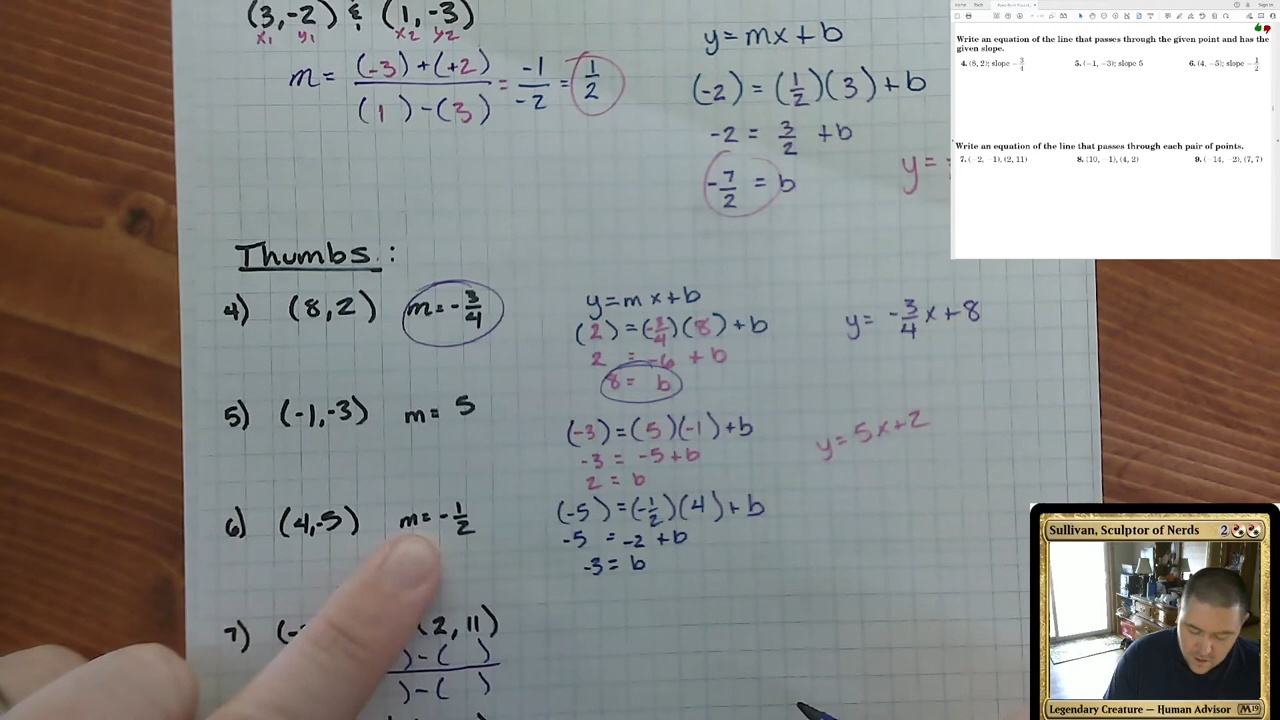 (3,-2) & (1, -3)
x1 y1 x2 y2
m = (-3)+(+2) = -1 = 1
(1)-(3) -2 2
y = mx + b
(-2) = (1/2)(3) + b
-2 = 3/2 + b
-7/2 = b
y =
Thumbs :
4) (8,2) m = -3/4
y = mx + b
(2) = (-3/4)(8) + b
2 = -6 + b
8 = b
y = -3/4 x + 8
5) (-1,-3) m = 5
(-3) = (5)(-1) + b
-3 = -5 + b
2 = b
y = 5x + 2
6) (4,-5) m = -1/2
(-5) = (-1/2)(4) + b
-5 = -2 + b
-3 = b
7) (- (2, 11)
) - ( )
) - ( )
Write an equation of the line that passes through the given point and has the
given slope.
4. (8, 2); slope -3/4 5. (-1, -3); slope 5 6. (4, -5); slope -1/2
Write an equation of the line that passes through each pair of points.
7. (-2, -1), (2, 11) 8. (10, -1), (4, 2) 9. (-14, -2), (7, 7)
Sullivan, Sculptor of Nerds 2
Legendary Creature — Human Advisor M19